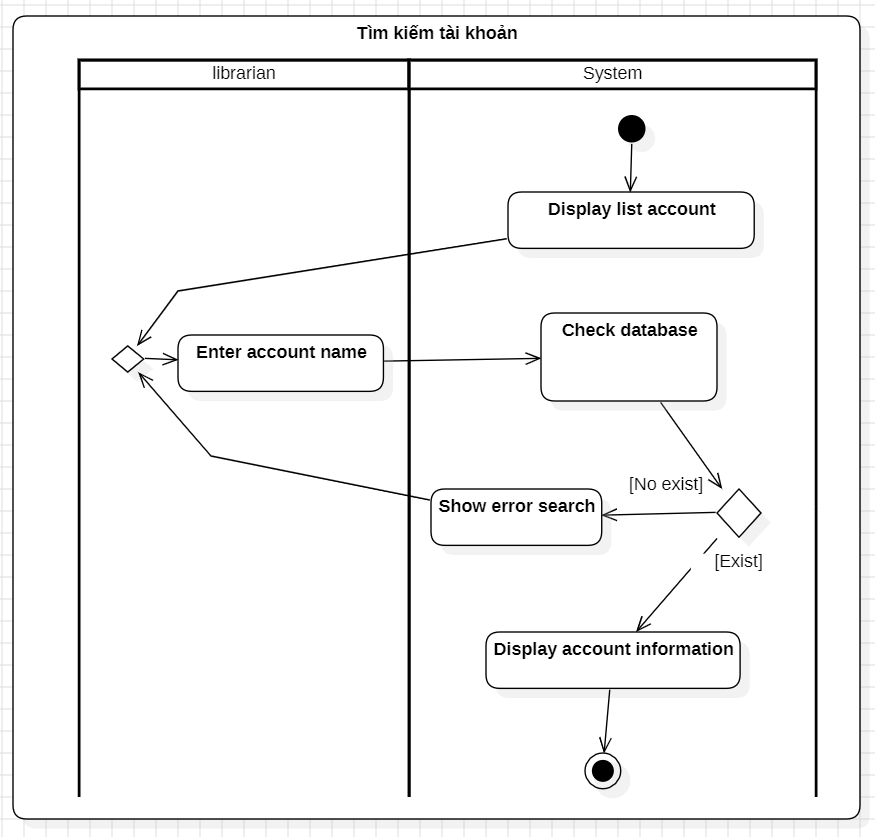 Tìm kiếm tài khoản
librarian
System
Display list account
Enter account name
Check database
[No exist]
Show error search
[Exist]
Display account information